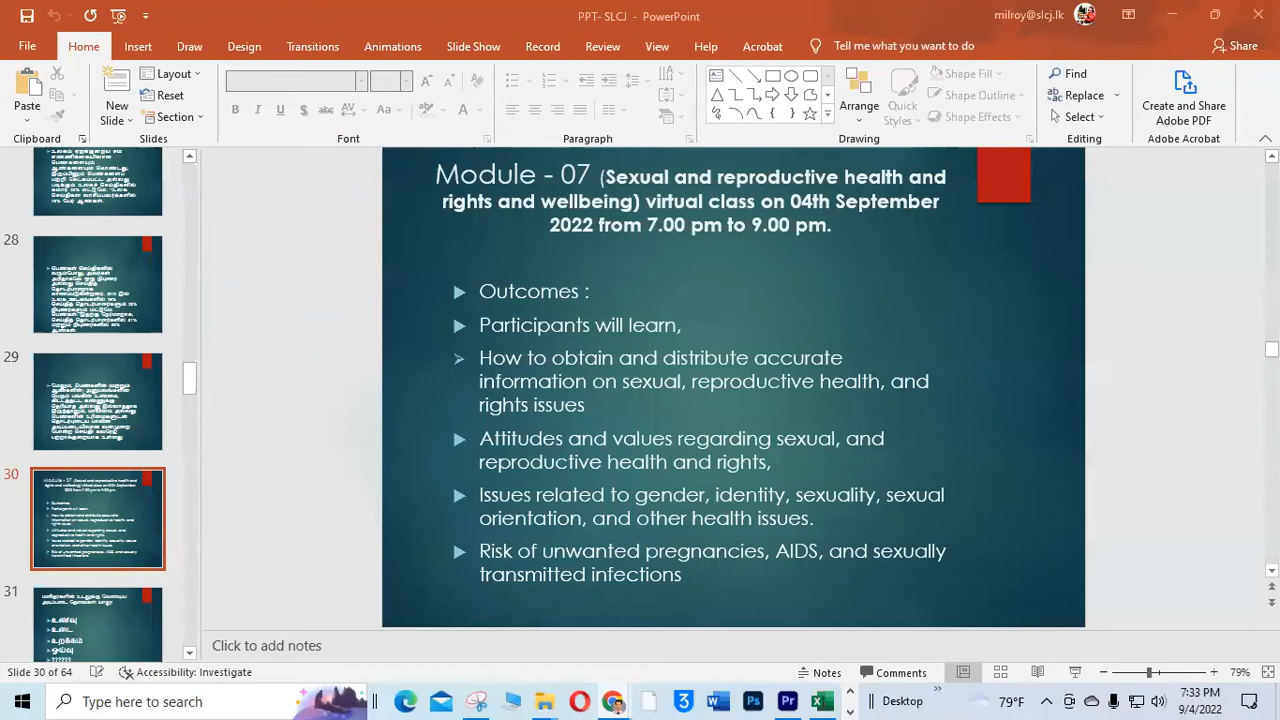 PPT- SLCJ - PowerPoint
milroy@slcj.lk
File Home Insert Draw Design Transitions Animations Slide Show Record Review View Help Acrobat Tell me what you want to do Share
Paste
New Slide
Layout
Reset
Section
Arrange
Quick Styles
Shape Fill
Shape Outline
Shape Effects
Find
Replace
Select
Create and Share Adobe PDF
Clipboard Slides Font Paragraph Drawing Editing Adobe Acrobat
28
29
30
31
உணவு
உடை
உறக்கம்
ஓய்வு
??????
Module - 07 (Sexual and reproductive health and
rights and wellbeing) virtual class on 04th September
2022 from 7.00 pm to 9.00 pm.
Outcomes :
Participants will learn,
How to obtain and distribute accurate
information on sexual, reproductive health, and
rights issues
Attitudes and values regarding sexual, and
reproductive health and rights,
Issues related to gender, identity, sexuality, sexual
orientation, and other health issues.
Risk of unwanted pregnancies, AIDS, and sexually
transmitted infections
Click to add notes
Slide 30 of 64 Accessibility: Investigate Notes Comments 79%
Type here to search
Desktop
79°F
7:33 PM
9/4/2022